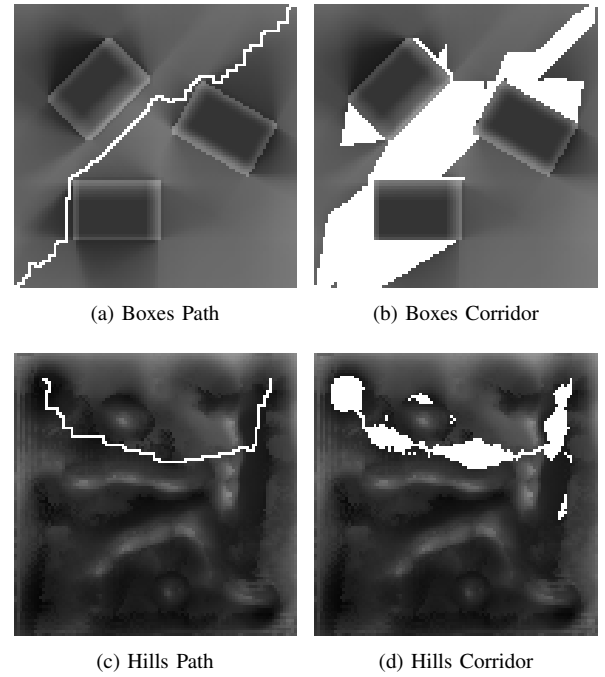 (a) Boxes Path
(b) Boxes Corridor
(c) Hills Path
(d) Hills Corridor